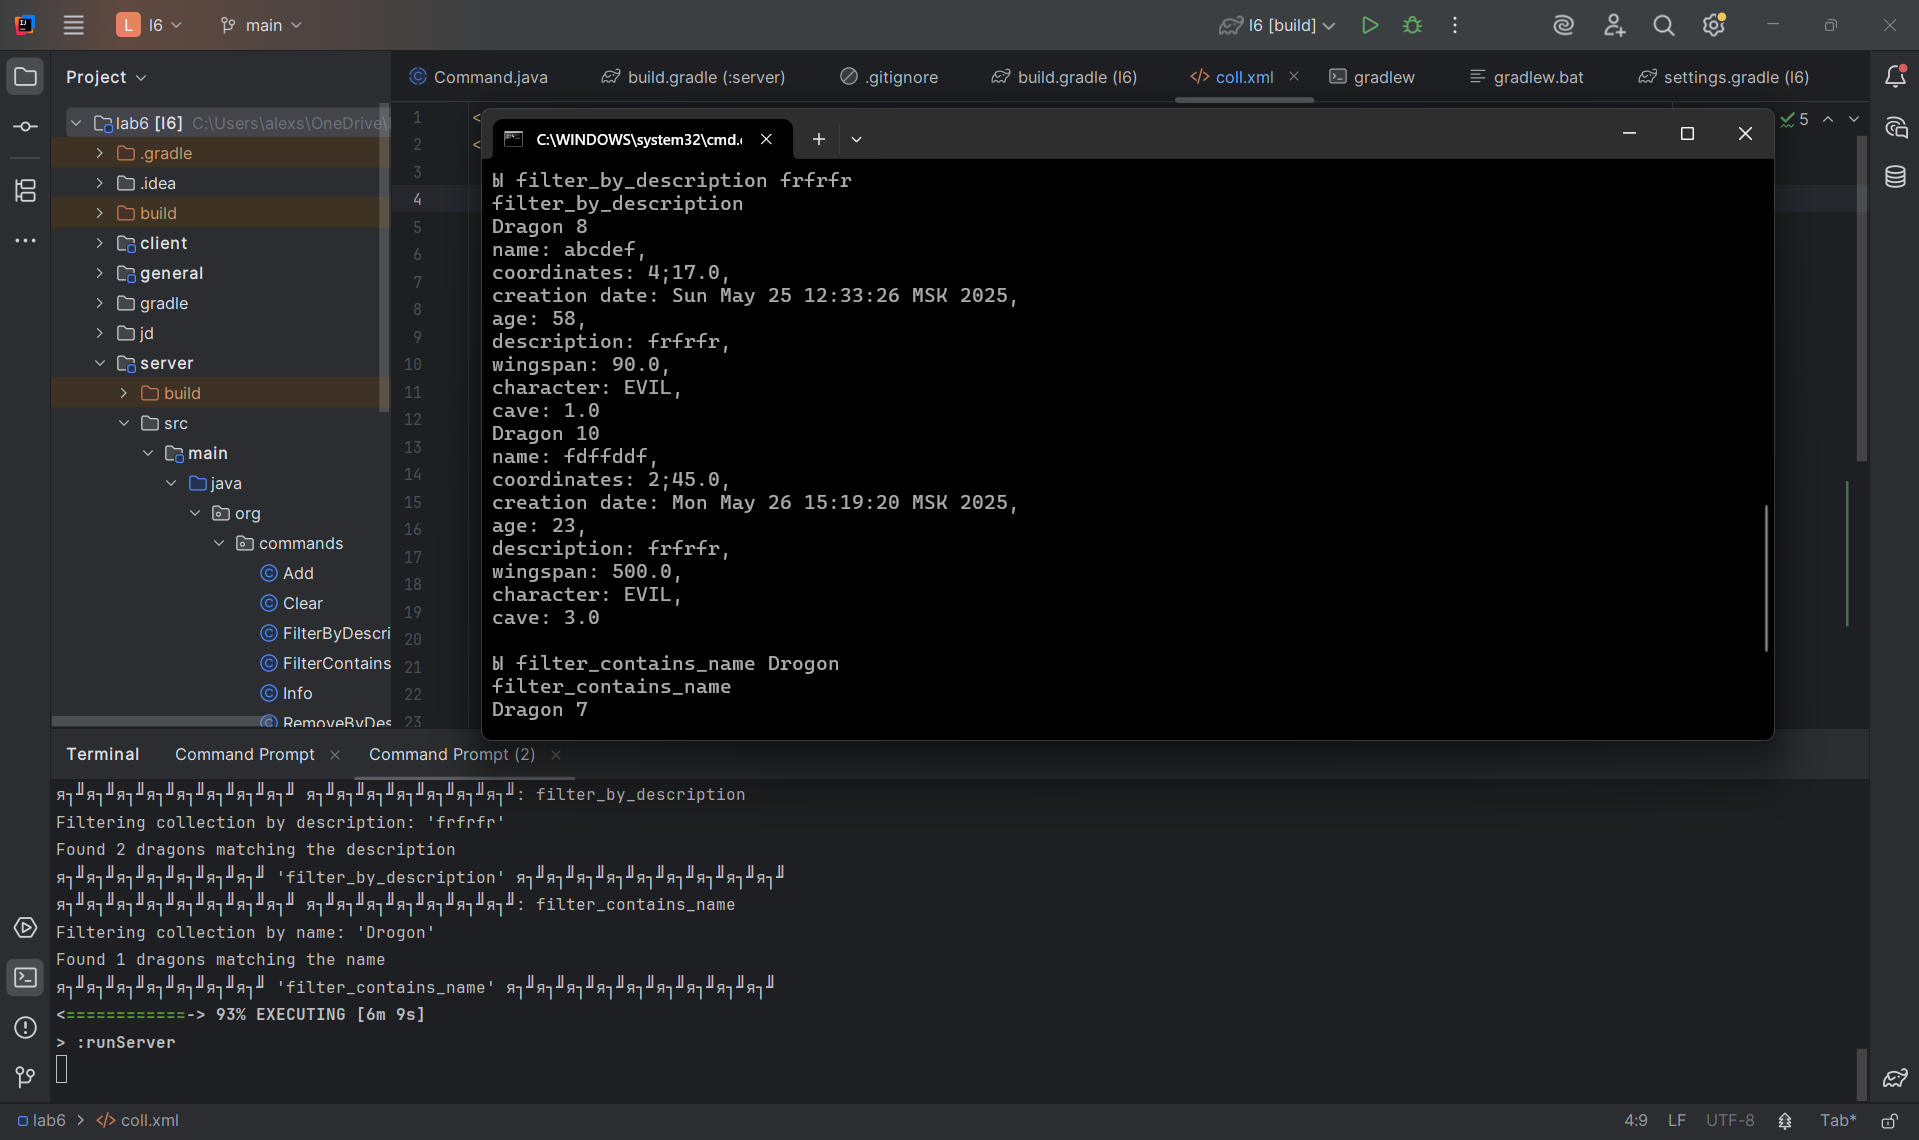 L l6 main l6 [build]
Project
Command.java build.gradle (:server) .gitignore build.gradle (l6) coll.xml gradlew gradlew.bat settings.gradle (l6)
lab6 [l6] C:\Users\alexs\OneDrive\
.gradle
.idea
build
client
general
gradle
jd
server
build
src
main
java
org
commands
Add
Clear
FilterByDescri
FilterContains
Info
RemoveByDes
1
2
3
4
5
6
7
8
9
10
11
12
13
14
15
16
17
18
19
20
21
22
23
<
<
5
C:\WINDOWS\system32\cmd.
Ы filter_by_description frfrfr
filter_by_description
Dragon 8
name: abcdef,
coordinates: 4;17.0,
creation date: Sun May 25 12:33:26 MSK 2025,
age: 58,
description: frfrfr,
wingspan: 90.0,
character: EVIL,
cave: 1.0
Dragon 10
name: fdffddf,
coordinates: 2;45.0,
creation date: Mon May 26 15:19:20 MSK 2025,
age: 23,
description: frfrfr,
wingspan: 500.0,
character: EVIL,
cave: 3.0
Ы filter_contains_name Drogon
filter_contains_name
Dragon 7
Terminal Command Prompt Command Prompt (2)
я┐╜я┐╜я┐╜я┐╜я┐╜я┐╜я┐╜я┐╜ я┐╜я┐╜я┐╜я┐╜я┐╜я┐╜я┐╜: filter_by_description
Filtering collection by description: 'frfrfr'
Found 2 dragons matching the description
я┐╜я┐╜я┐╜я┐╜я┐╜я┐╜я┐╜ 'filter_by_description' я┐╜я┐╜я┐╜я┐╜я┐╜я┐╜я┐╜я┐╜я┐╜
я┐╜я┐╜я┐╜я┐╜я┐╜я┐╜я┐╜я┐╜ я┐╜я┐╜я┐╜я┐╜я┐╜я┐╜я┐╜: filter_contains_name
Filtering collection by name: 'Drogon'
Found 1 dragons matching the name
я┐╜я┐╜я┐╜я┐╜я┐╜я┐╜я┐╜ 'filter_contains_name' я┐╜я┐╜я┐╜я┐╜я┐╜я┐╜я┐╜я┐╜я┐╜
<============-> 93% EXECUTING [6m 9s]
> :runServer
lab6 > coll.xml 4:9 LF UTF-8 Tab*